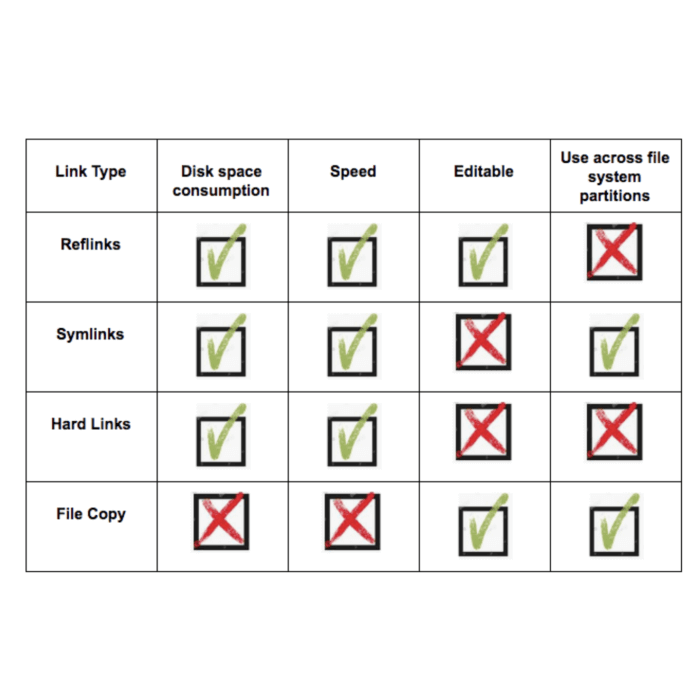 Link Type
Disk space
consumption
Speed
Editable
Use across file
system
partitions
Reflinks
Symlinks
Hard Links
File Copy